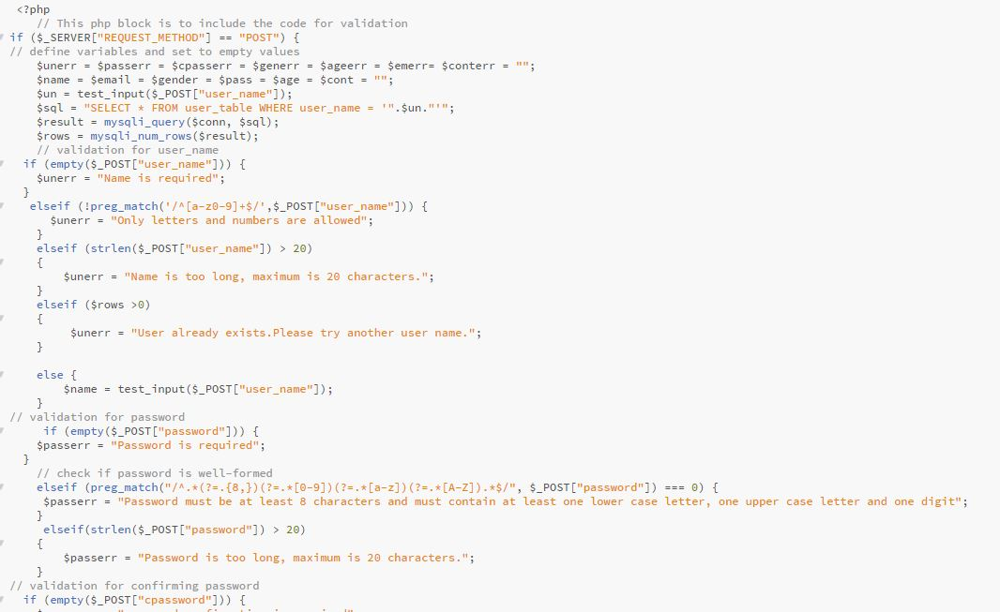 <?php
// This php block is to include the code for validation
if ($_SERVER["REQUEST_METHOD"] == "POST") {
// define variables and set to empty values
$unerr = $passerr = $cpasserr = $generr = $ageerr = $emerr= $conterr = "";
$name = $email = $gender = $pass = $age = $cont = "";
$un = test_input($_POST["user_name"]);
$sql = "SELECT * FROM user_table WHERE user_name = '".$un."'";
$result = mysqli_query($conn, $sql);
$rows = mysqli_num_rows($result);
// validation for user_name
if (empty($_POST["user_name"])) {
$unerr = "Name is required";
}
elseif (!preg_match('/^[a-z0-9]+$/',$_POST["user_name"])) {
$unerr = "Only letters and numbers are allowed";
}
elseif (strlen($_POST["user_name"]) > 20)
{
$unerr = "Name is too long, maximum is 20 characters.";
}
elseif ($rows >0)
{
$unerr = "User already exists.Please try another user name.";
}
else {
$name = test_input($_POST["user_name"]);
}
// validation for password
if (empty($_POST["password"])) {
$passerr = "Password is required";
}
// check if password is well-formed
elseif (preg_match("/^.*(?=.{8,})(?=.*[0-9])(?=.*[a-z])(?=.*[A-Z]).*$/", $_POST["password"]) === 0) {
$passerr = "Password must be at least 8 characters and must contain at least one lower case letter, one upper case letter and one digit";
}
elseif(strlen($_POST["password"]) > 20)
{
$passerr = "Password is too long, maximum is 20 characters.";
}
// validation for confirming password
if (empty($_POST["cpassword"])) {